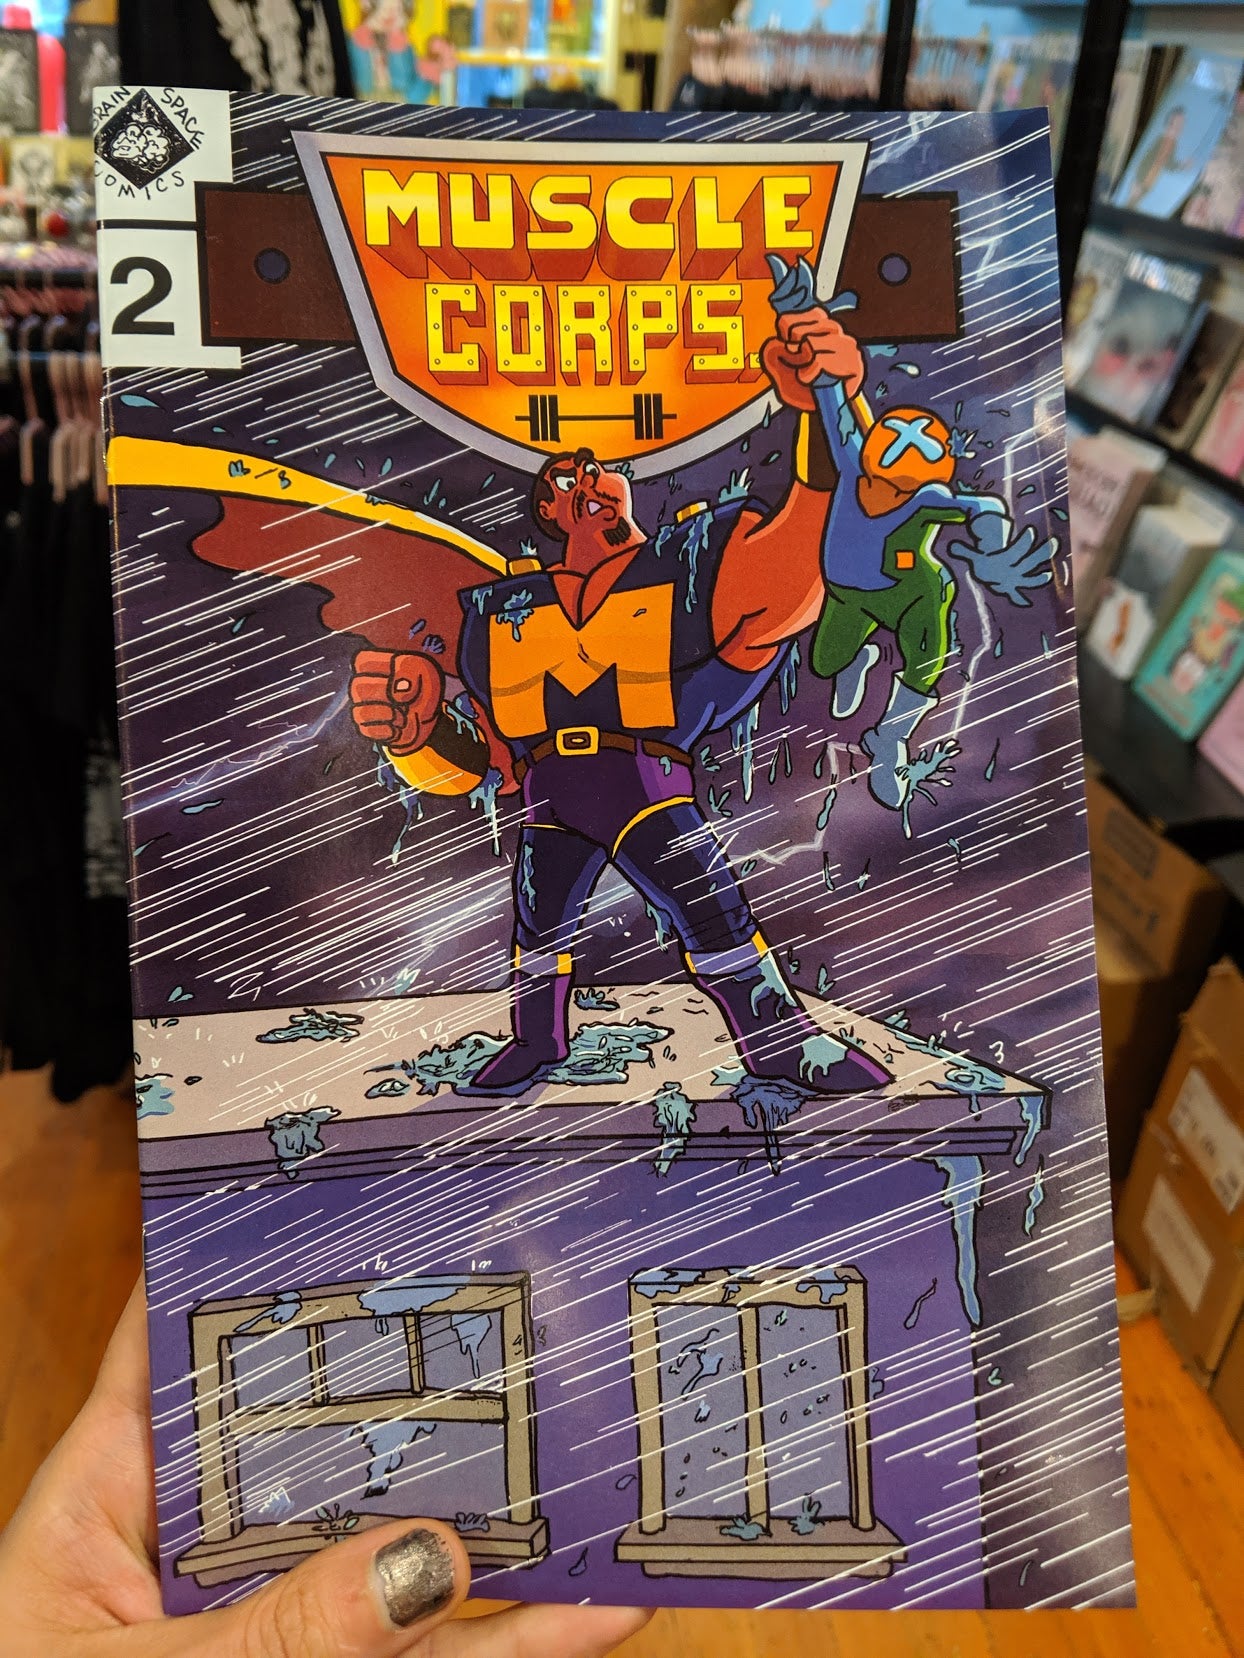 BRAIN SPACE
COMICS
2
MUSCLE
CORPS.
M